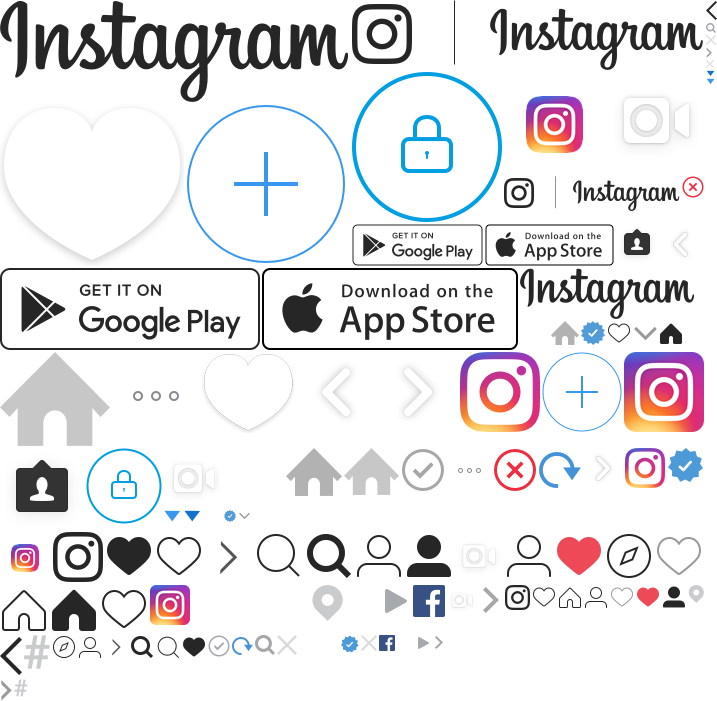 Instagram
Instagram
Instagram
GET IT ON
Google Play
Download on the
App Store
GET IT ON
Google Play
Download on the
App Store
Instagram
f
#
f
#